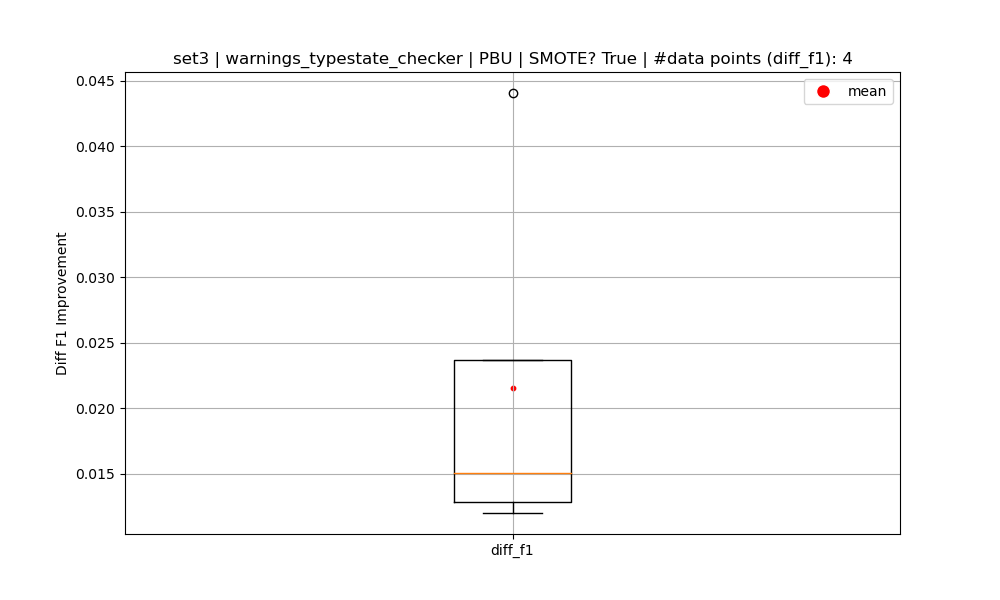 set3 | warnings_typestate_checker | PBU | SMOTE? True | #data points (diff_f1): 4
mean
0.045
0.040
0.035
0.030
0.025
0.020
0.015
Diff F1 Improvement
diff_f1